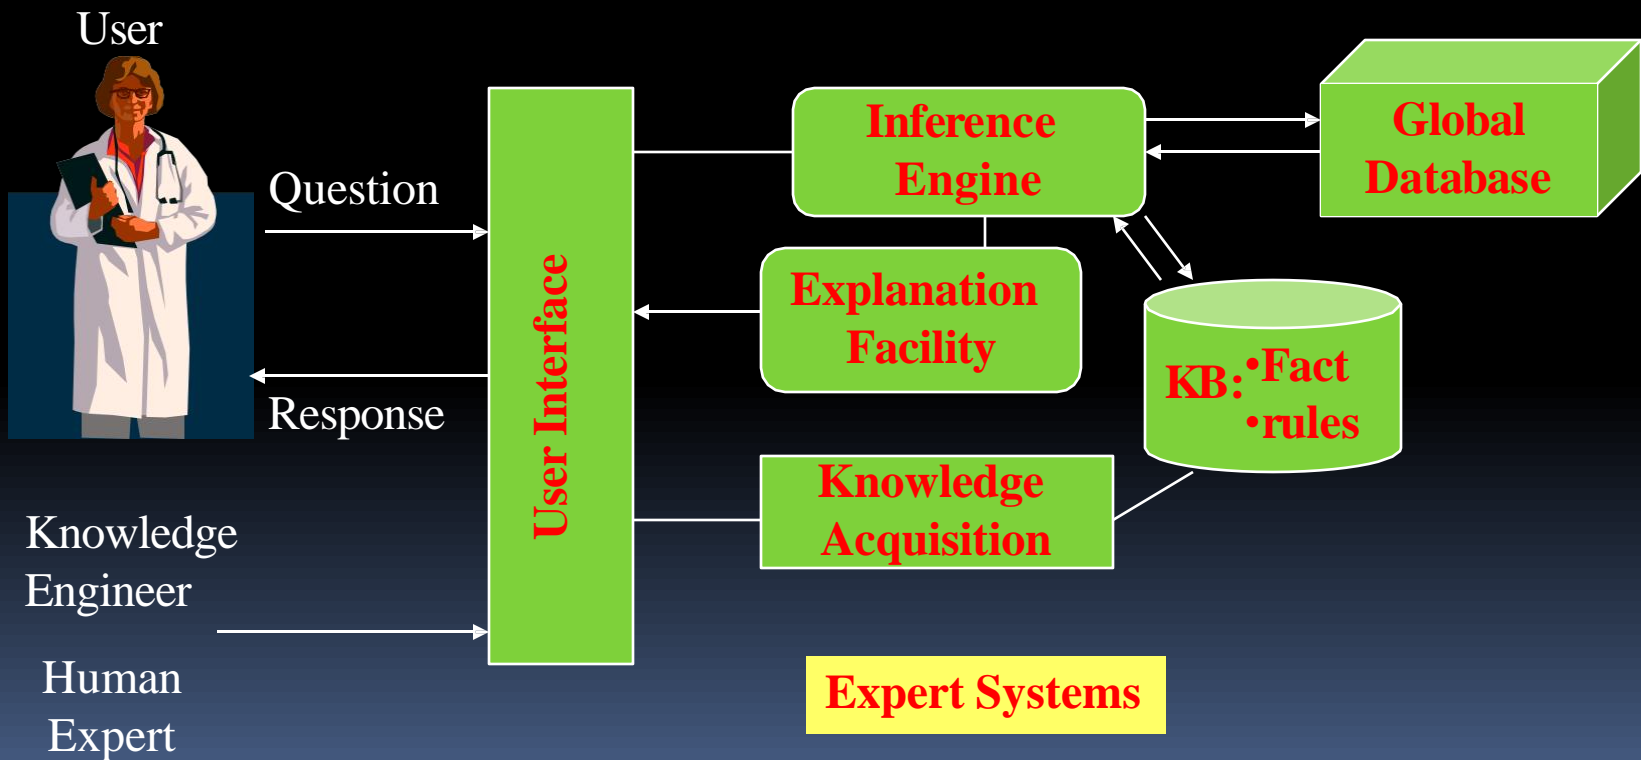 User
Question
Response
Knowledge
Engineer
Human
Expert
User Interface
Inference
Engine
Global
Database
Explanation
Facility
KB:
•Fact
•rules
Knowledge
Acquisition
Expert Systems